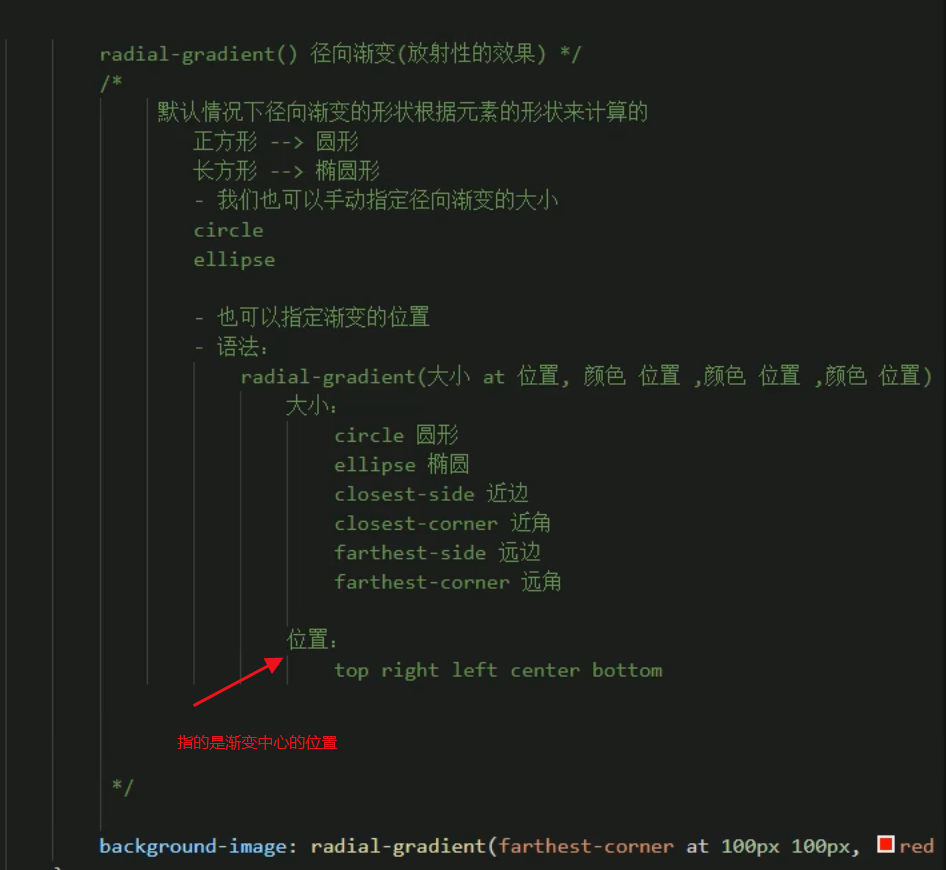 radial-gradient() 径向渐变(放射性的效果) */
/*
默认情况下径向渐变的形状根据元素的形状来计算的
正方形 --> 圆形
长方形 --> 椭圆形
- 我们也可以手动指定径向渐变的大小
circle
ellipse
- 也可以指定渐变的位置
- 语法：
radial-gradient(大小 at 位置, 颜色 位置 ,颜色 位置 ,颜色 位置)
大小：
circle 圆形
ellipse 椭圆
closest-side 近边
closest-corner 近角
farthest-side 远边
farthest-corner 远角
位置：
top right left center bottom
指的是渐变中心的位置
*/
background-image: radial-gradient(farthest-corner at 100px 100px, red